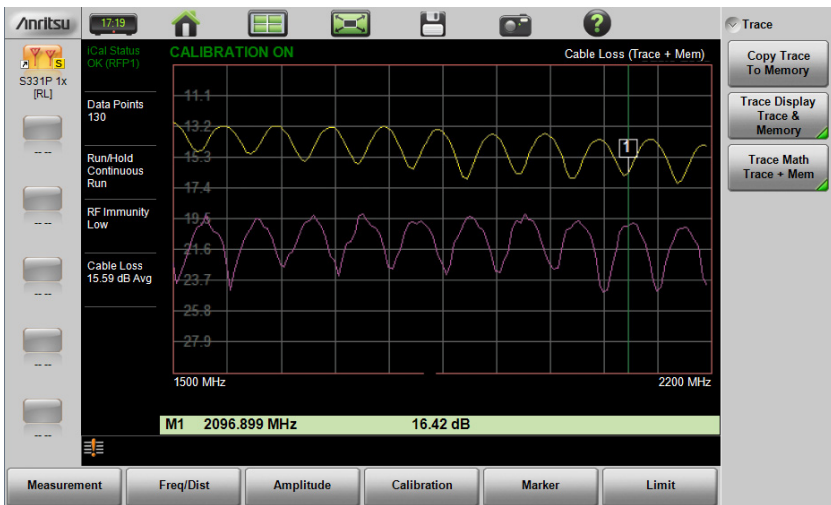 /Inritsu
17:19
?
Trace
S331P 1x
[RL]
-- --
-- --
-- --
-- --
-- --
iCal Status
OK (RFP1)
Data Points
130
Run/Hold
Continuous
Run
RF Immunity
Low
Cable Loss
15.59 dB Avg
CALIBRATION ON
Cable Loss (Trace + Mem)
11.1
13.2
15.3
17.4
19.5
21.6
23.7
25.8
27.9
1
1500 MHz
2200 MHz
M1 2096.899 MHz 16.42 dB
Copy Trace
To Memory
Trace Display
Trace &
Memory
Trace Math
Trace + Mem
Measurement
Freq/Dist
Amplitude
Calibration
Marker
Limit